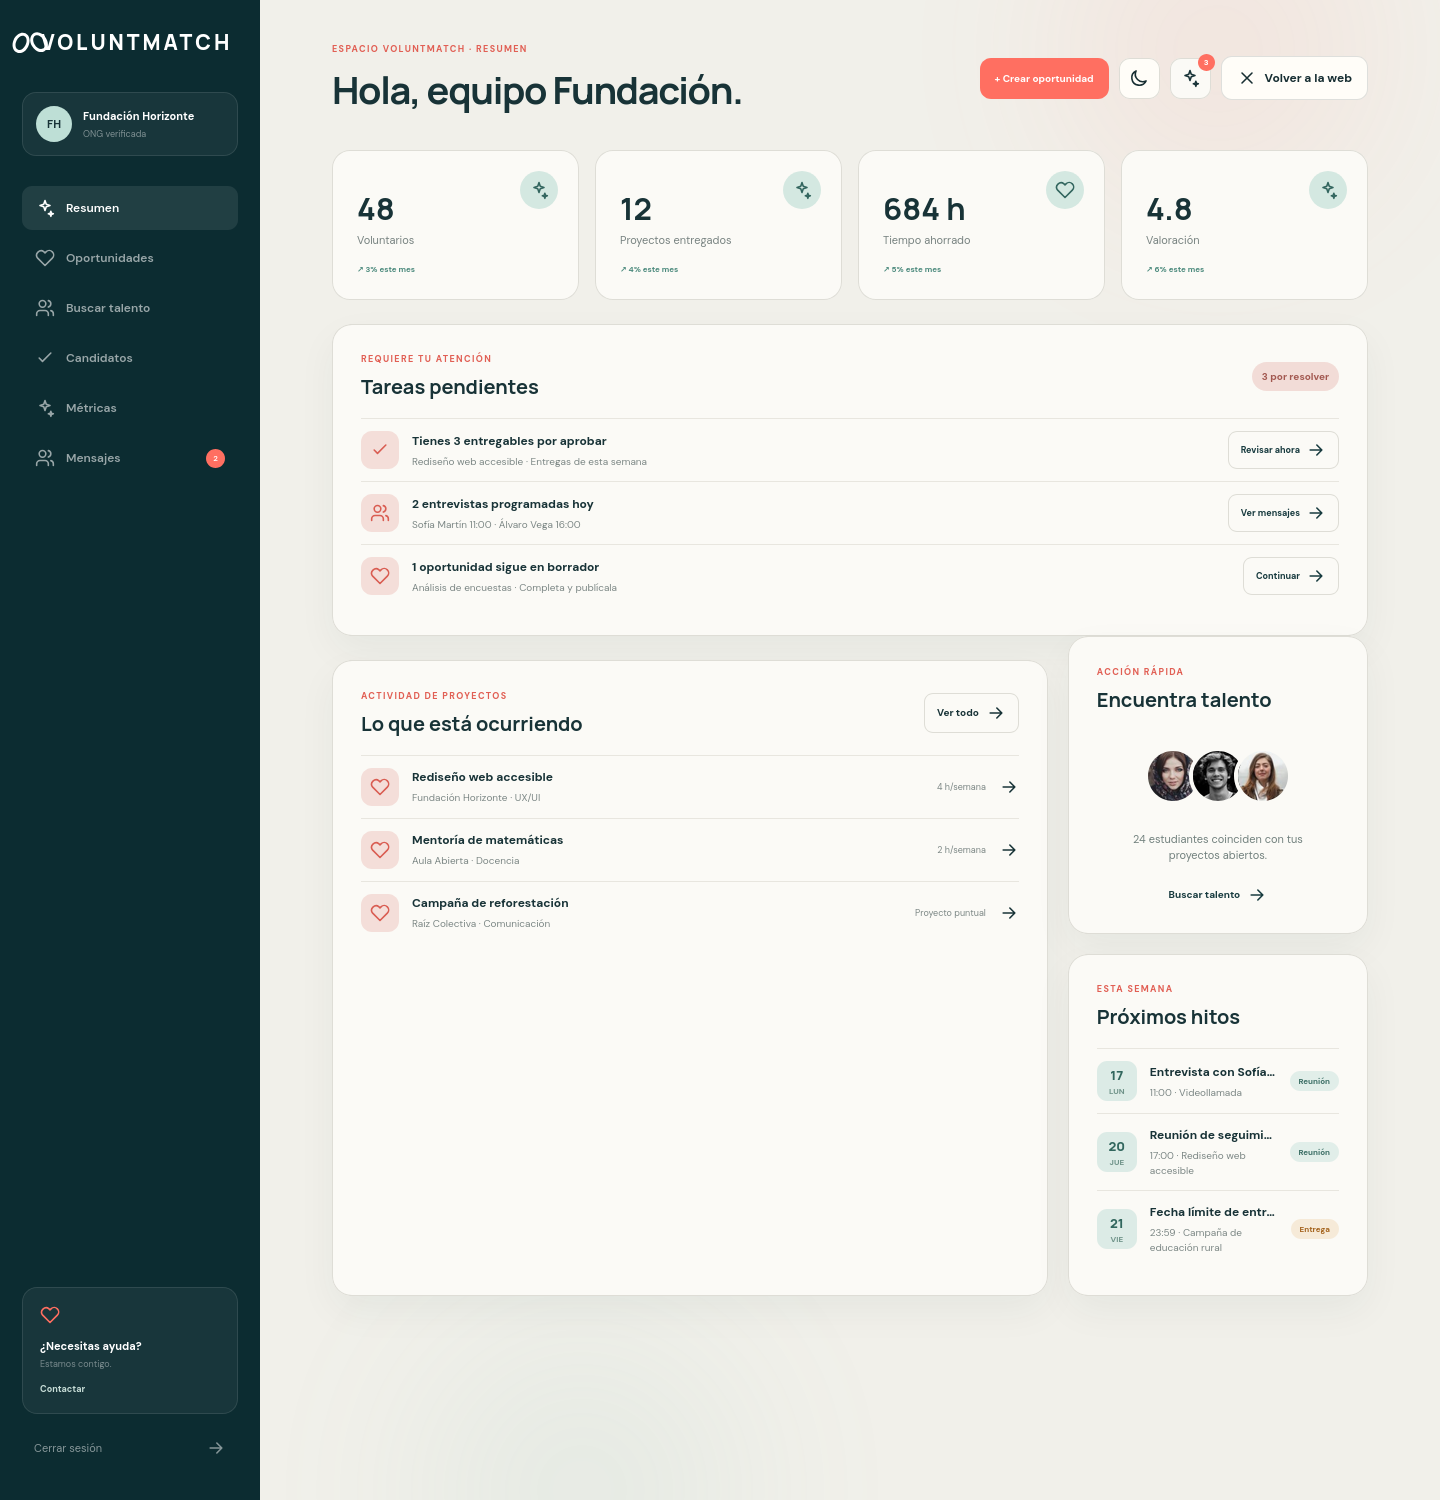 VOLUNTMATCH
FH
Fundación Horizonte
ONG verificada
Resumen
Oportunidades
Buscar talento
Candidatos
Métricas
Mensajes
2
¿Necesitas ayuda?
Estamos contigo.
Contactar
Cerrar sesión
ESPACIO VOLUNTMATCH · RESUMEN
Hola, equipo Fundación.
+ Crear oportunidad
3
Volver a la web
48
Voluntarios
↗ 3% este mes
12
Proyectos entregados
↗ 4% este mes
684 h
Tiempo ahorrado
↗ 5% este mes
4.8
Valoración
↗ 6% este mes
REQUIERE TU ATENCIÓN
Tareas pendientes
3 por resolver
Tienes 3 entregables por aprobar
Rediseño web accesible · Entregas de esta semana
Revisar ahora
2 entrevistas programadas hoy
Sofía Martín 11:00 · Álvaro Vega 16:00
Ver mensajes
1 oportunidad sigue en borrador
Análisis de encuestas · Completa y publícala
Continuar
ACTIVIDAD DE PROYECTOS
Lo que está ocurriendo
Ver todo
Rediseño web accesible
Fundación Horizonte · UX/UI
4 h/semana
Mentoría de matemáticas
Aula Abierta · Docencia
2 h/semana
Campaña de reforestación
Raíz Colectiva · Comunicación
Proyecto puntual
ACCIÓN RÁPIDA
Encuentra talento
24 estudiantes coinciden con tus
proyectos abiertos.
Buscar talento
ESTA SEMANA
Próximos hitos
17
LUN
Entrevista con Sofía...
11:00 · Videollamada
Reunión
20
JUE
Reunión de seguimi...
17:00 · Rediseño web
accesible
Reunión
21
VIE
Fecha límite de entr...
23:59 · Campaña de
educación rural
Entrega